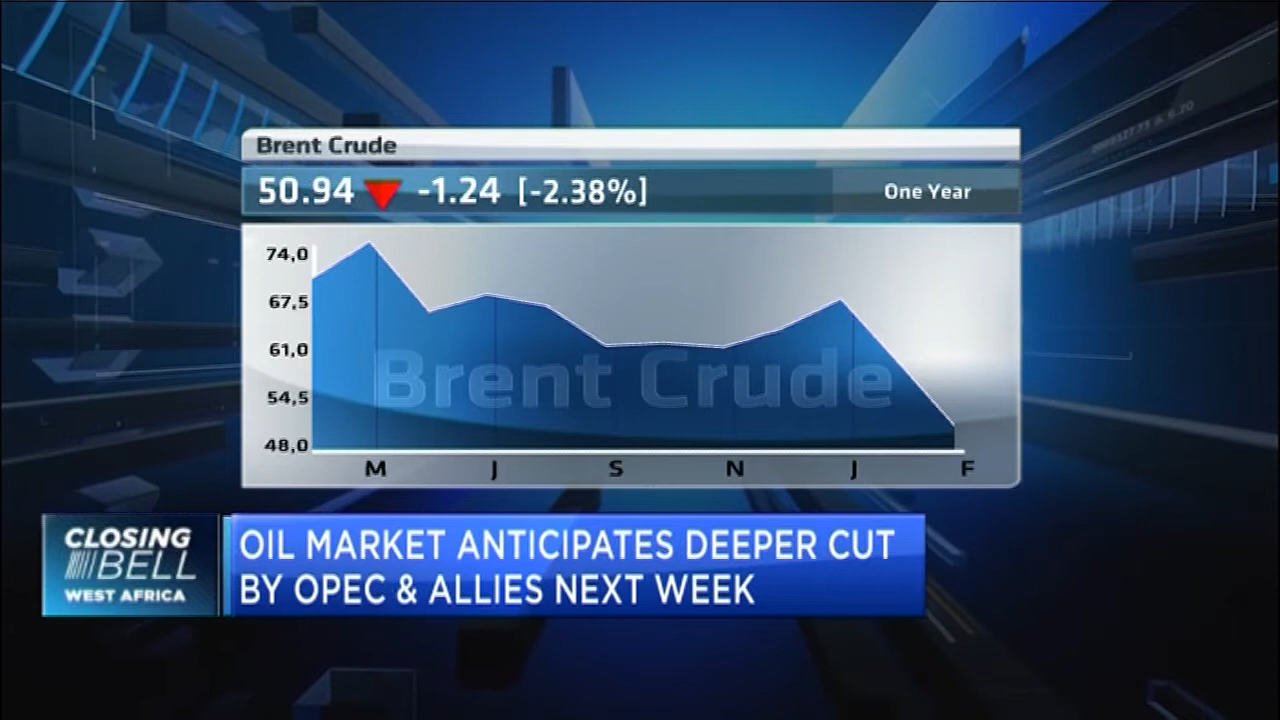 Brent Crude
50.94 -1.24 [-2.38%] One Year
74,0
67,5
61,0
54,5
48,0
Brent Crude
M J S N J F
CLOSING
BELL
WEST AFRICA
OIL MARKET ANTICIPATES DEEPER CUT
BY OPEC & ALLIES NEXT WEEK